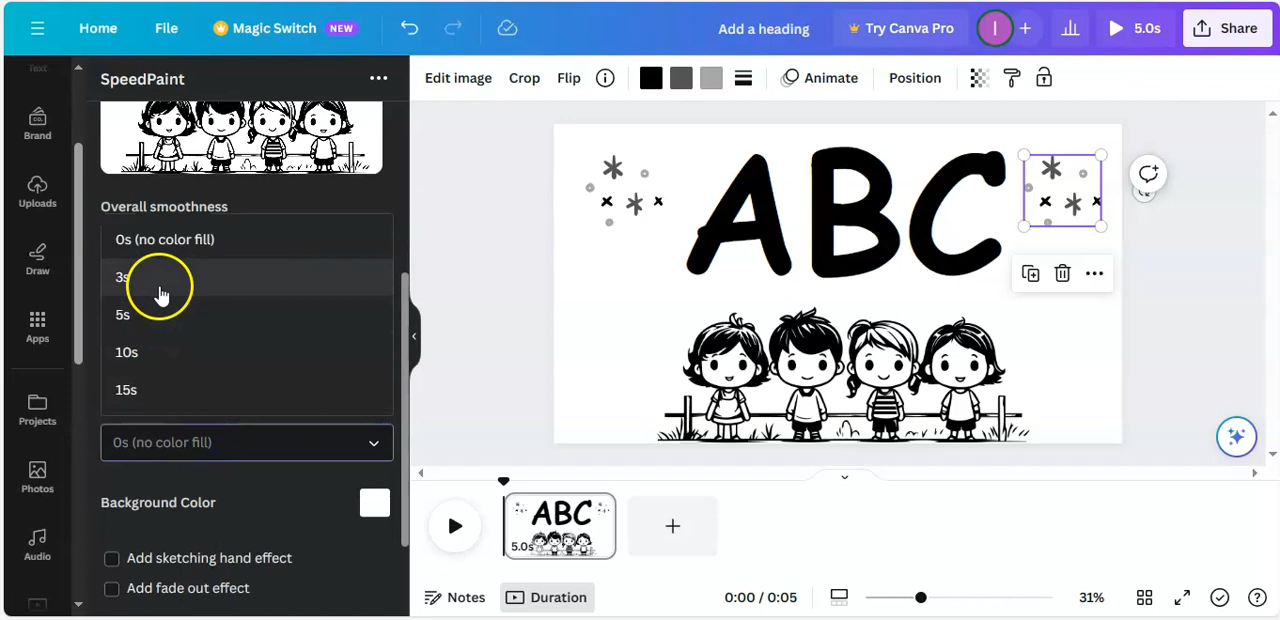 Home File Magic Switch NEW Add a heading Try Canva Pro I 5.0s Share
Text
Brand
Uploads
Draw
Apps
Projects
Photos
Audio
SpeedPaint
Overall smoothness
0s (no color fill)
3s
5s
10s
15s
0s (no color fill)
Background Color
Add sketching hand effect
Add fade out effect
Edit image Crop Flip Animate Position
ABC
ABC
5.0s
Notes Duration 0:00 / 0:05 31%